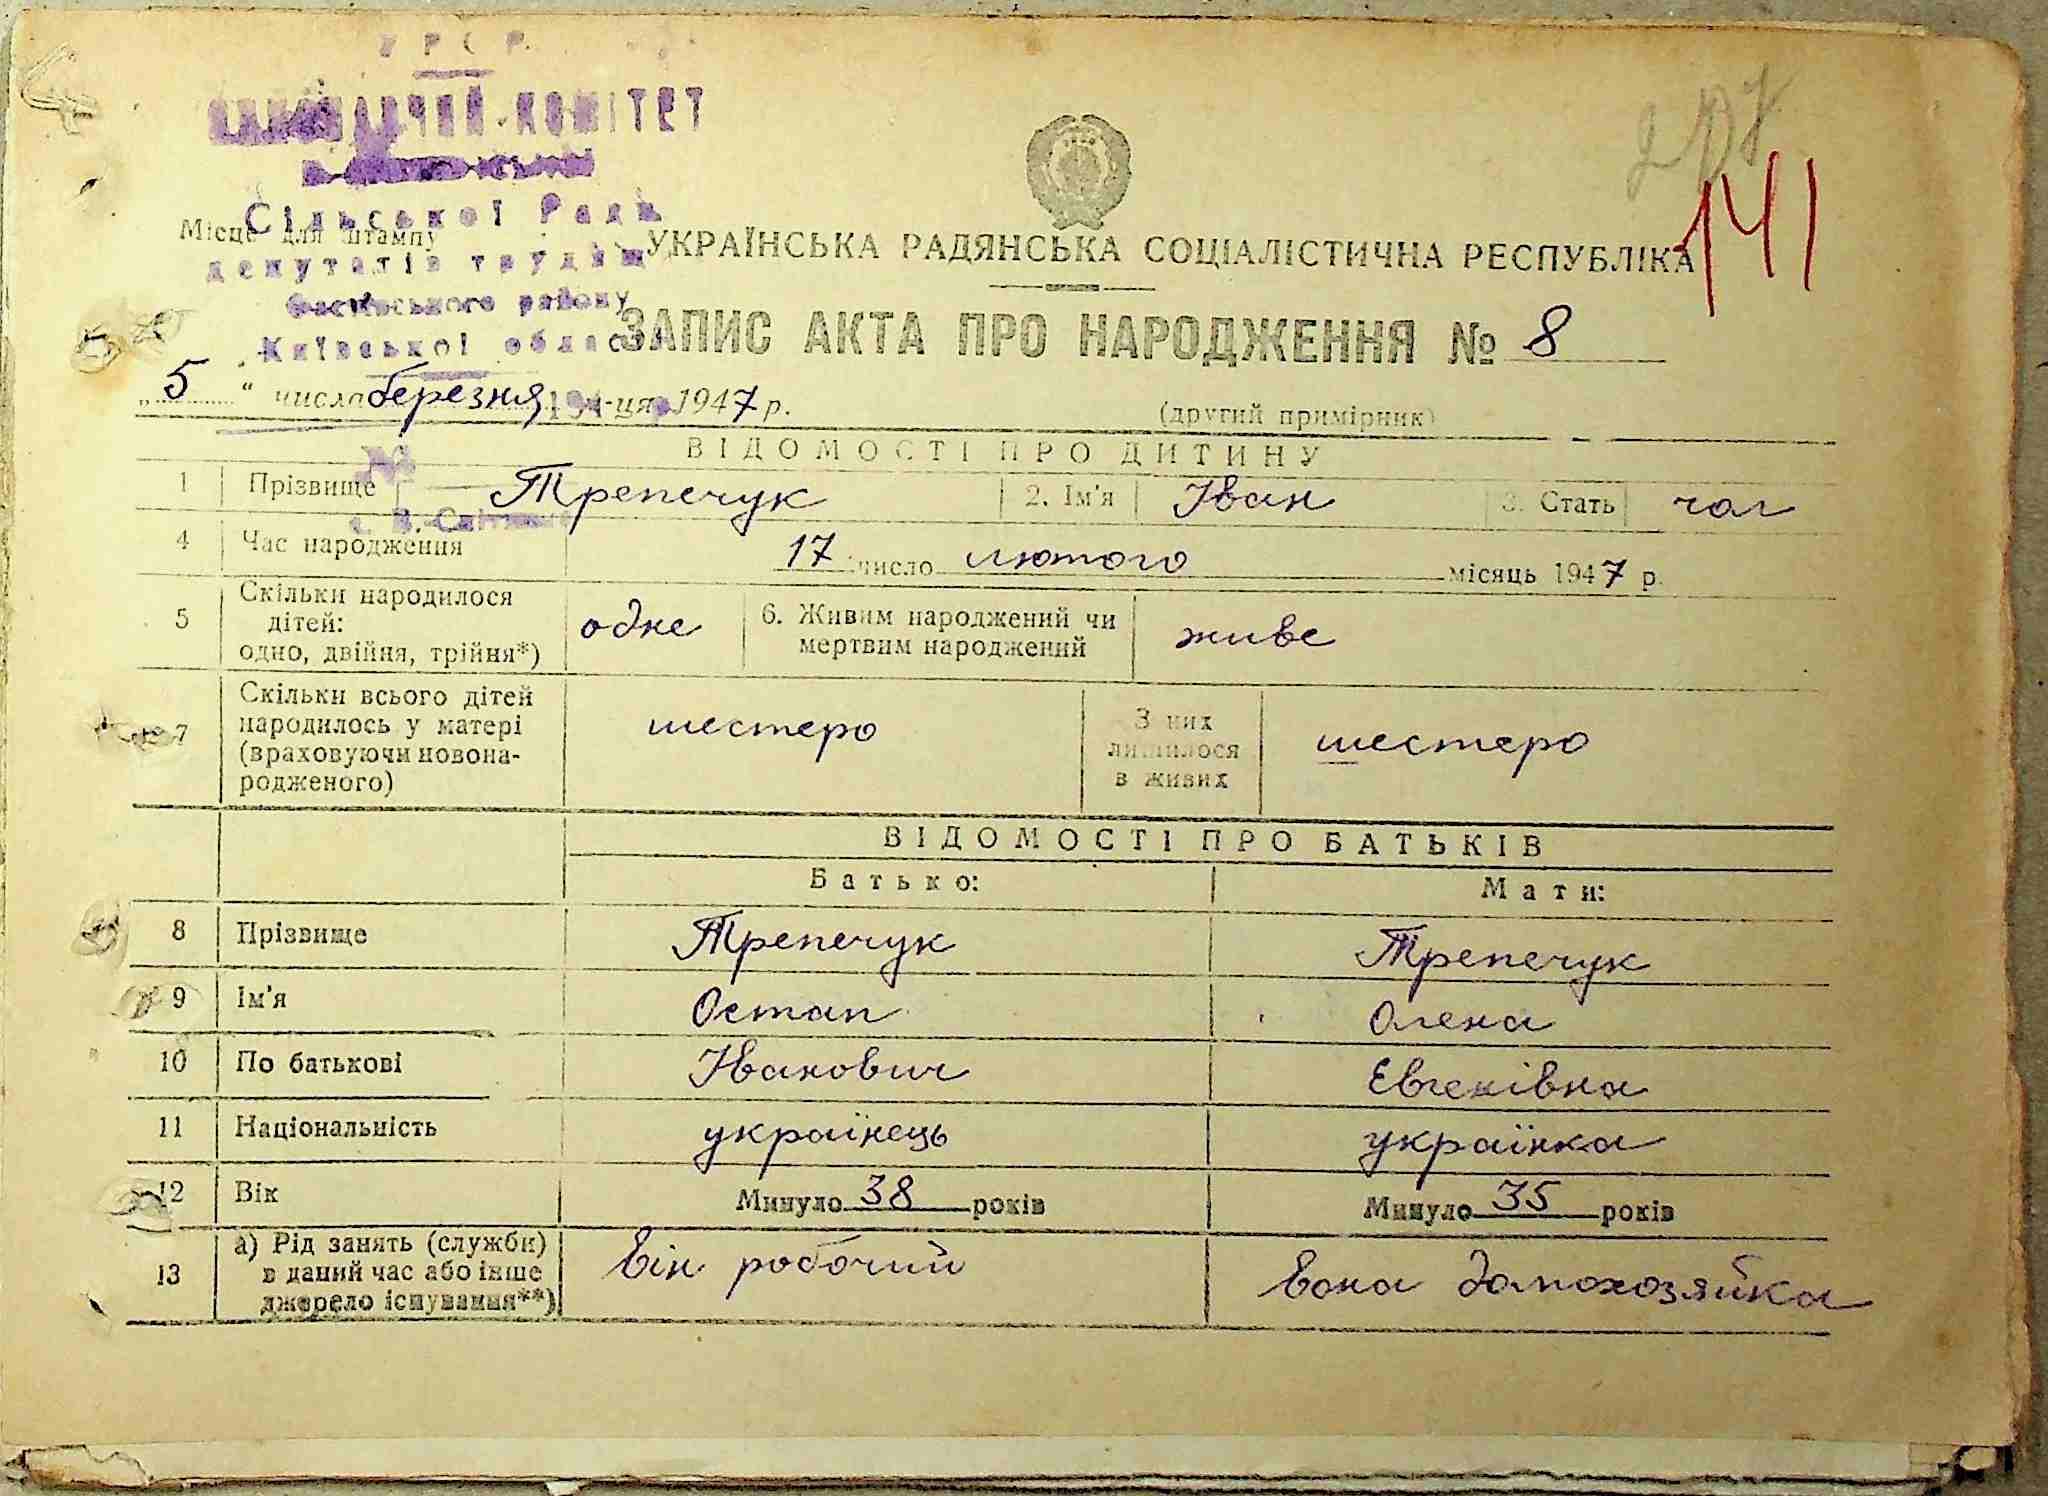 УРСР
ВИКОНАВЧИЙ КОМІТЕТ
Сільської Ради
депутатів трудящ
Фастівського району
Київської област
Місце для штампу
141
УКРАЇНСЬКА РАДЯНСЬКА СОЦІАЛІСТИЧНА РЕСПУБЛІКА
ЗАПИС АКТА ПРО НАРОДЖЕННЯ № 8
„5“ числа березня м-ця 1947 р.
(другий примірник)
ВІДОМОСТІ ПРО ДИТИНУ
1 Прізвище Трепечук 2. Ім'я Іван 3. Стать чол
4 Час народження 17 число лютого місяць 1947 р.
5 Скільки народилося
дітей:
одно, двійня, трійня*) одне 6. Живим народжений чи
мертвим народжений живе
7 Скільки всього дітей
народилось у матері
(враховуючи новона-
родженого) шестеро З них
лишилося
в живих шестеро
ВІДОМОСТІ ПРО БАТЬКІВ
Батько: Мати:
8 Прізвище Трепечук Трепечук
9 Ім'я Остап Олена
10 По батькові Іванович Євгенівна
11 Національність українець українка
12 Вік Минуло 38 років Минуло 35 років
13 а) Рід занять (служби)
в даний час або інше
джерело існування**) Він робочий Вона домохозяйка